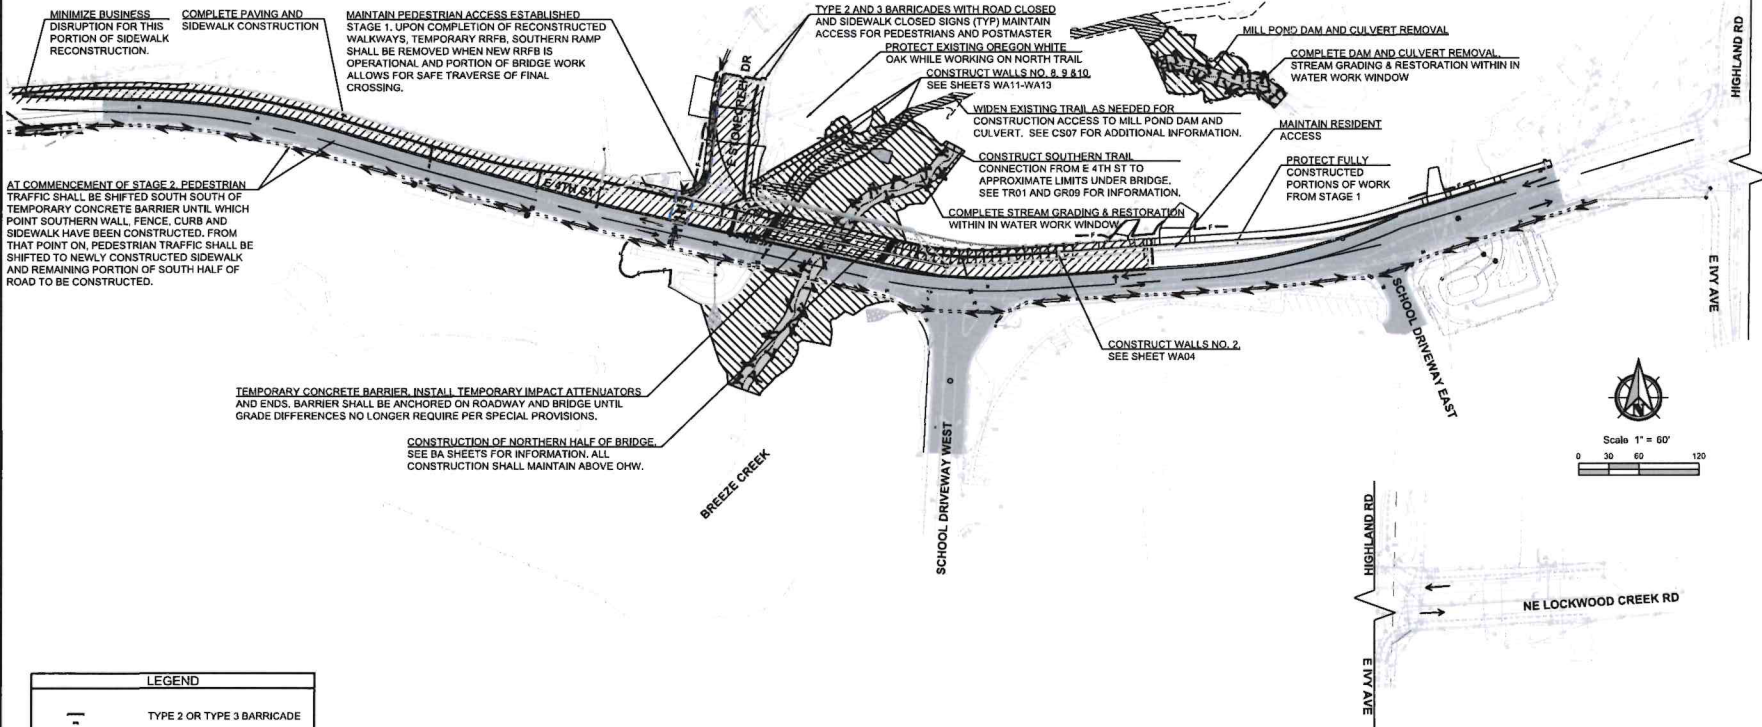 MINIMIZE BUSINESS
DISRUPTION FOR THIS
PORTION OF SIDEWALK
RECONSTRUCTION.
COMPLETE PAVING AND
SIDEWALK CONSTRUCTION
MAINTAIN PEDESTRIAN ACCESS ESTABLISHED
STAGE 1. UPON COMPLETION OF RECONSTRUCTED
WALKWAYS, TEMPORARY RRFB, SOUTHERN RAMP
SHALL BE REMOVED WHEN NEW RRFB IS
OPERATIONAL AND PORTION OF BRIDGE WORK
ALLOWS FOR SAFE TRAVERSE OF FINAL
CROSSING.
TYPE 2 AND 3 BARRICADES WITH ROAD CLOSED
AND SIDEWALK CLOSED SIGNS (TYP) MAINTAIN
ACCESS FOR PEDESTRIANS AND POSTMASTER
PROTECT EXISTING OREGON WHITE
OAK WHILE WORKING ON NORTH TRAIL
CONSTRUCT WALLS NO. 8, 9 &10,
SEE SHEETS WA11-WA13
WIDEN EXISTING TRAIL AS NEEDED FOR
CONSTRUCTION ACCESS TO MILL POND DAM AND
CULVERT. SEE CS07 FOR ADDITIONAL INFORMATION.
CONSTRUCT SOUTHERN TRAIL
CONNECTION FROM E 4TH ST TO
APPROXIMATE LIMITS UNDER BRIDGE.
SEE TR01 AND GR09 FOR INFORMATION.
COMPLETE STREAM GRADING & RESTORATION
WITHIN IN WATER WORK WINDOW
MILL POND DAM AND CULVERT REMOVAL
COMPLETE DAM AND CULVERT REMOVAL,
STREAM GRADING & RESTORATION WITHIN IN
WATER WORK WINDOW
MAINTAIN RESIDENT
ACCESS
PROTECT FULLY
CONSTRUCTED
PORTIONS OF WORK
FROM STAGE 1
HIGHLAND RD
E IVY AVE
E STONECREPH DR
E 4TH ST
AT COMMENCEMENT OF STAGE 2, PEDESTRIAN
TRAFFIC SHALL BE SHIFTED SOUTH SOUTH OF
TEMPORARY CONCRETE BARRIER UNTIL WHICH
POINT SOUTHERN WALL, FENCE, CURB AND
SIDEWALK HAVE BEEN CONSTRUCTED. FROM
THAT POINT ON, PEDESTRIAN TRAFFIC SHALL BE
SHIFTED TO NEWLY CONSTRUCTED SIDEWALK
AND REMAINING PORTION OF SOUTH HALF OF
ROAD TO BE CONSTRUCTED.
F
F
F
TEMPORARY CONCRETE BARRIER. INSTALL TEMPORARY IMPACT ATTENUATORS
AND ENDS. BARRIER SHALL BE ANCHORED ON ROADWAY AND BRIDGE UNTIL
GRADE DIFFERENCES NO LONGER REQUIRE PER SPECIAL PROVISIONS.
CONSTRUCTION OF NORTHERN HALF OF BRIDGE.
SEE BA SHEETS FOR INFORMATION. ALL
CONSTRUCTION SHALL MAINTAIN ABOVE OHW.
BREEZE CREEK
SCHOOL DRIVEWAY WEST
CONSTRUCT WALLS NO. 2,
SEE SHEET WA04
SCHOOL DRIVEWAY EAST
N
Scale 1" = 60'
0 30 60 120
HIGHLAND RD
NE LOCKWOOD CREEK RD
E IVY AVE
LEGEND
TYPE 2 OR TYPE 3 BARRICADE